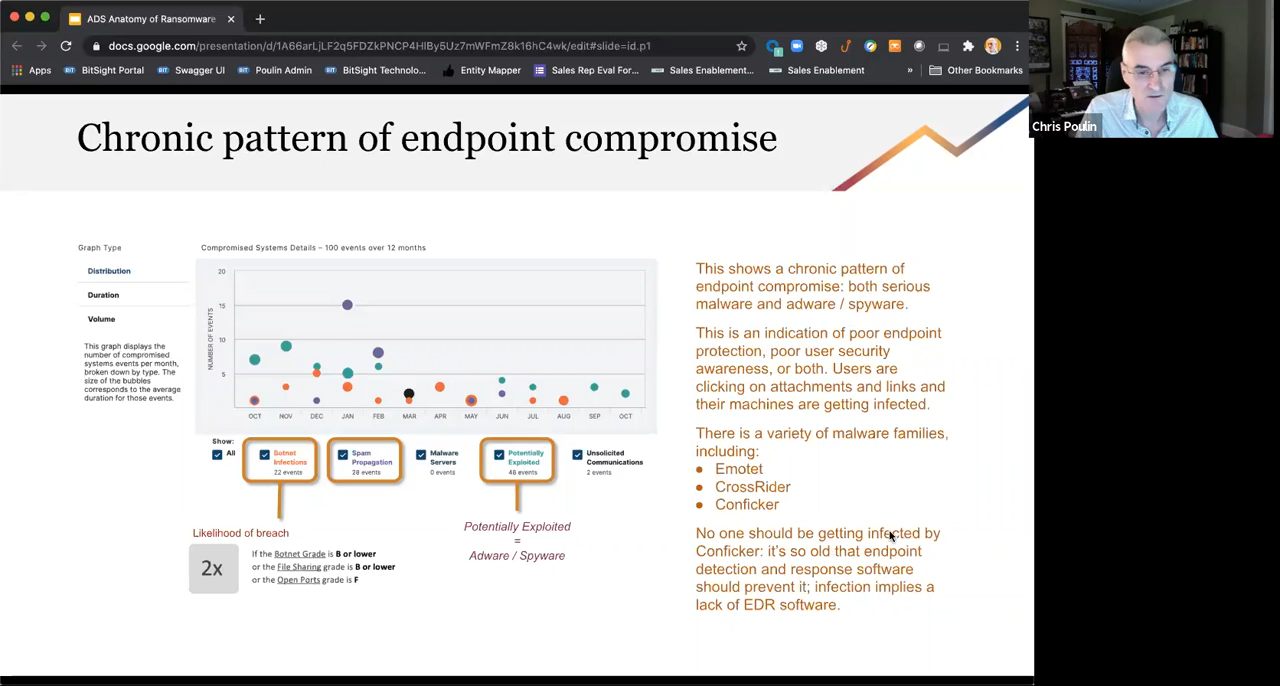 ADS Anatomy of Ransomware
docs.google.com/presentation/d/1A66arLjLF2q5FDZkPNCP4HlBy5Uz7mWFmZ8k16hC4wk/edit#slide=id.p1
Apps
BIT BitSight Portal
BIT Swagger UI
BIT Poulin Admin
BIT BitSight Technolo...
Entity Mapper
Sales Rep Eval For...
Sales Enablement...
Sales Enablement
»
Other Bookmarks
Chris Poulin
Chronic pattern of endpoint compromise
Graph Type
Distribution
Duration
Volume
This graph displays the
number of compromised
systems events per month,
broken down by type. The
size of the bubbles
corresponds to the average
duration for those events.
Compromised Systems Details – 100 events over 12 months
NUMBER OF EVENTS
20
15
10
5
OCT NOV DEC JAN FEB MAR APR MAY JUN JUL AUG SEP OCT
Show:
All
Botnet
Infections
22 events
Spam
Propagation
28 events
Malware
Servers
0 events
Potentially
Exploited
48 events
Unsolicited
Communications
2 events
Likelihood of breach
2x
If the Botnet Grade is B or lower
or the File Sharing grade is B or lower
or the Open Ports grade is F
Potentially Exploited
=
Adware / Spyware
This shows a chronic pattern of
endpoint compromise: both serious
malware and adware / spyware.
This is an indication of poor endpoint
protection, poor user security
awareness, or both. Users are
clicking on attachments and links and
their machines are getting infected.
There is a variety of malware families,
including:
● Emotet
● CrossRider
● Conficker
No one should be getting infected by
Conficker: it's so old that endpoint
detection and response software
should prevent it; infection implies a
lack of EDR software.